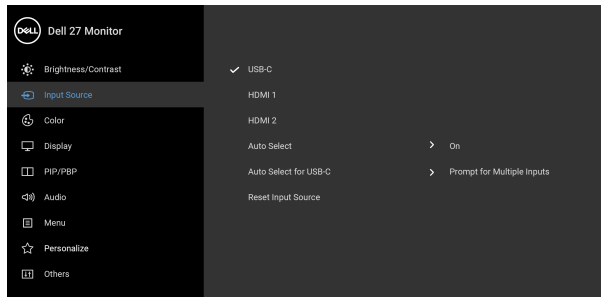 DELL Dell 27 Monitor
Brightness/Contrast
USB-C
Input Source
HDMI 1
Color
HDMI 2
Display
Auto Select
On
PIP/PBP
Auto Select for USB-C
Prompt for Multiple Inputs
Audio
Reset Input Source
Menu
Personalize
Others